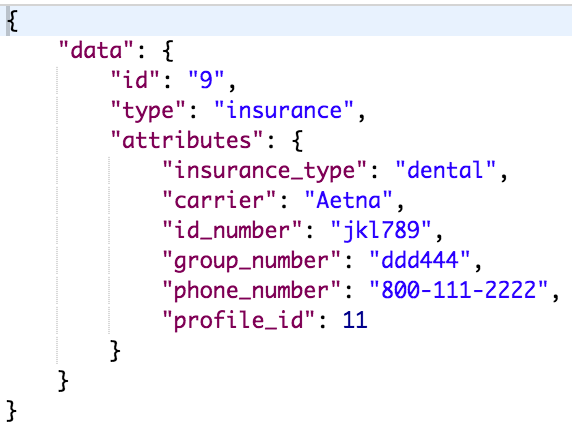 {
    "data": {
        "id": "9",
        "type": "insurance",
        "attributes": {
            "insurance_type": "dental",
            "carrier": "Aetna",
            "id_number": "jkl789",
            "group_number": "ddd444",
            "phone_number": "800-111-2222",
            "profile_id": 11
        }
    }
}